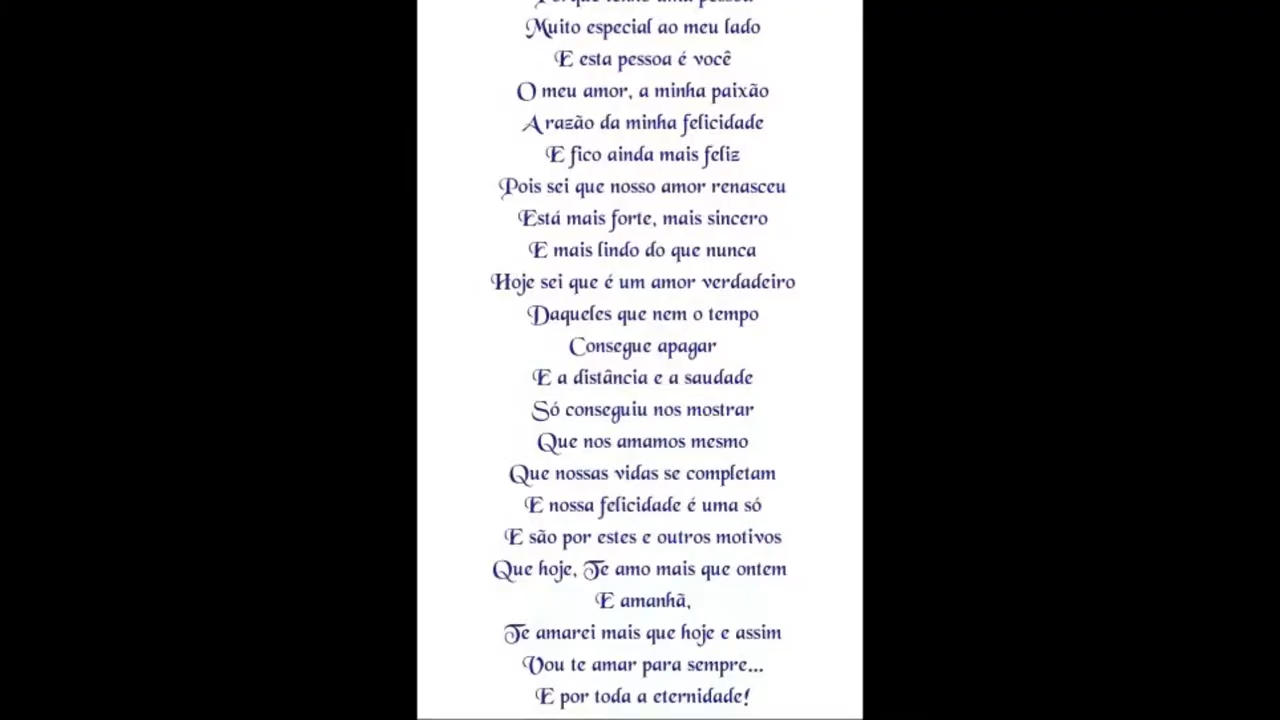 Porque tenho uma pessoa
Muito especial ao meu lado
E esta pessoa é você
O meu amor, a minha paixão
A razão da minha felicidade
E fico ainda mais feliz
Pois sei que nosso amor renasceu
Está mais forte, mais sincero
E mais lindo do que nunca
Hoje sei que é um amor verdadeiro
Daqueles que nem o tempo
Consegue apagar
E a distância e a saudade
Só conseguiu nos mostrar
Que nos amamos mesmo
Que nossas vidas se completam
E nossa felicidade é uma só
E são por estes e outros motivos
Que hoje, Te amo mais que ontem
E amanhã,
Te amarei mais que hoje e assim
Vou te amar para sempre...
E por toda a eternidade!